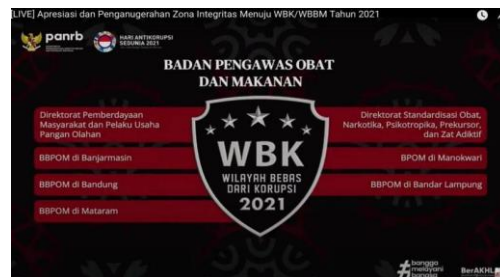 [LIVE] Apresiasi dan Penganugerahan Zona Integritas Menuju WBK/WBBM Tahun 2021
panrb
HARI ANTIKORUPSI
SEDUNIA 2021
BADAN PENGAWAS OBAT
DAN MAKANAN
Direktorat Pemberdayaan
Masyarakat dan Pelaku Usaha
Pangan Olahan
BBPOM di Banjarmasin
BBPOM di Bandung
BBPOM di Mataram
WBK
WILAYAH BEBAS
DARI KORUPSI
2021
Direktorat Standardisasi Obat,
Narkotika, Psikotropika, Prekursor,
dan Zat Adiktif
BPOM di Manokwari
BBPOM di Bandar Lampung
#bangga
melayani
bangsa
BerAKHLAK